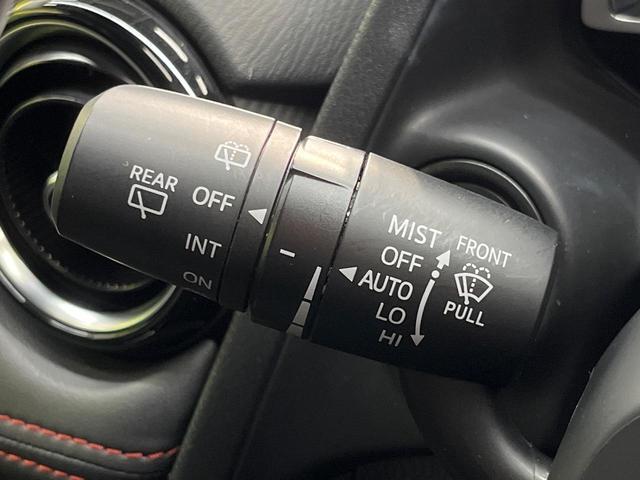 REAR
OFF
INT
ON
MIST
OFF
AUTO
LO
HI
FRONT
PULL